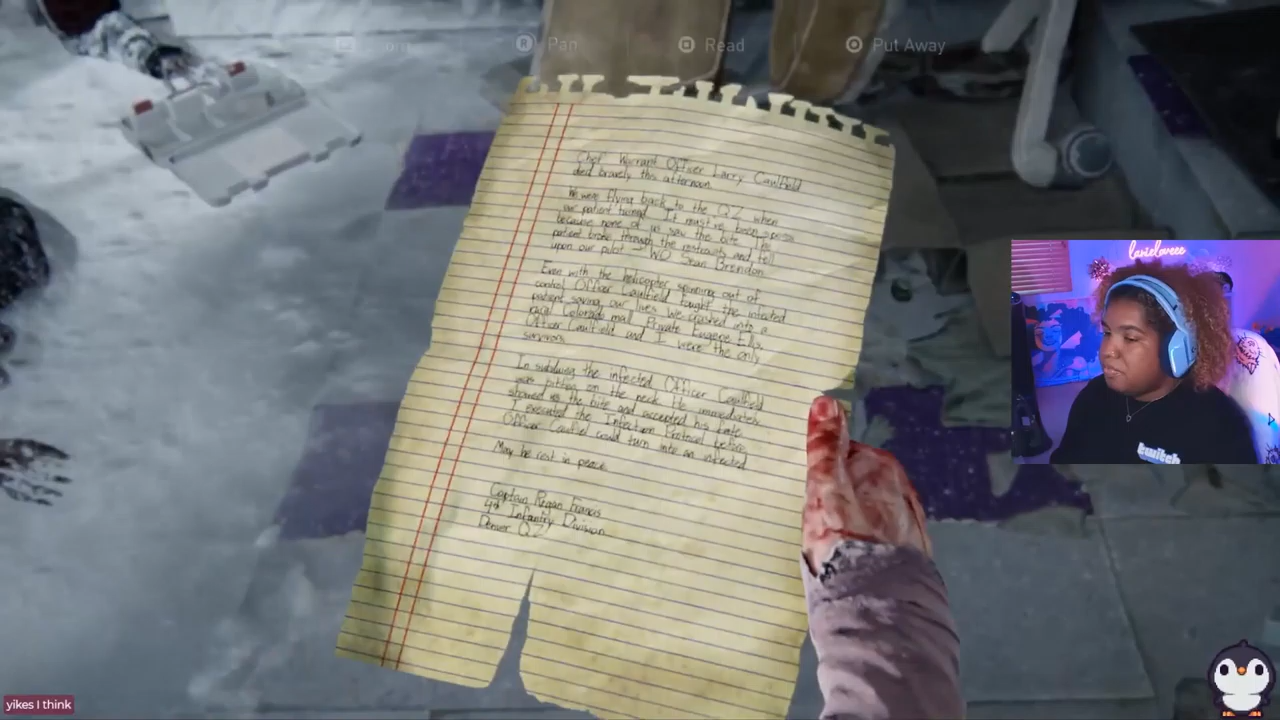 Pan
Read
Put Away
Chief Warrant Officer Larry Caulfield
died bravely this afternoon.
We were flying back to the QZ when
our patient turned. It must've been spores
because none of us saw the bite. The
patient broke through the restraints and fell
upon our pilot - WO Sean Brendon.
Even with the helicopter spinning out of
control Officer Caulfield fought the infected
patient, saving our lives. We crashed into a
local Colorado mall. Private Eugene Ellis,
Officer Caulfield and I were the only
survivors.
In subduing the infected, Officer Caulfield
was bitten on the neck. He immediately
showed us the bite and accepted his fate.
I executed the Infection Protocol before
Officer Caulfield could turn into an infected.
May he rest in peace.
Captain Regan Francis
4th Infantry Division
Denver QZ
lavieloveee
twitch
yikes I think